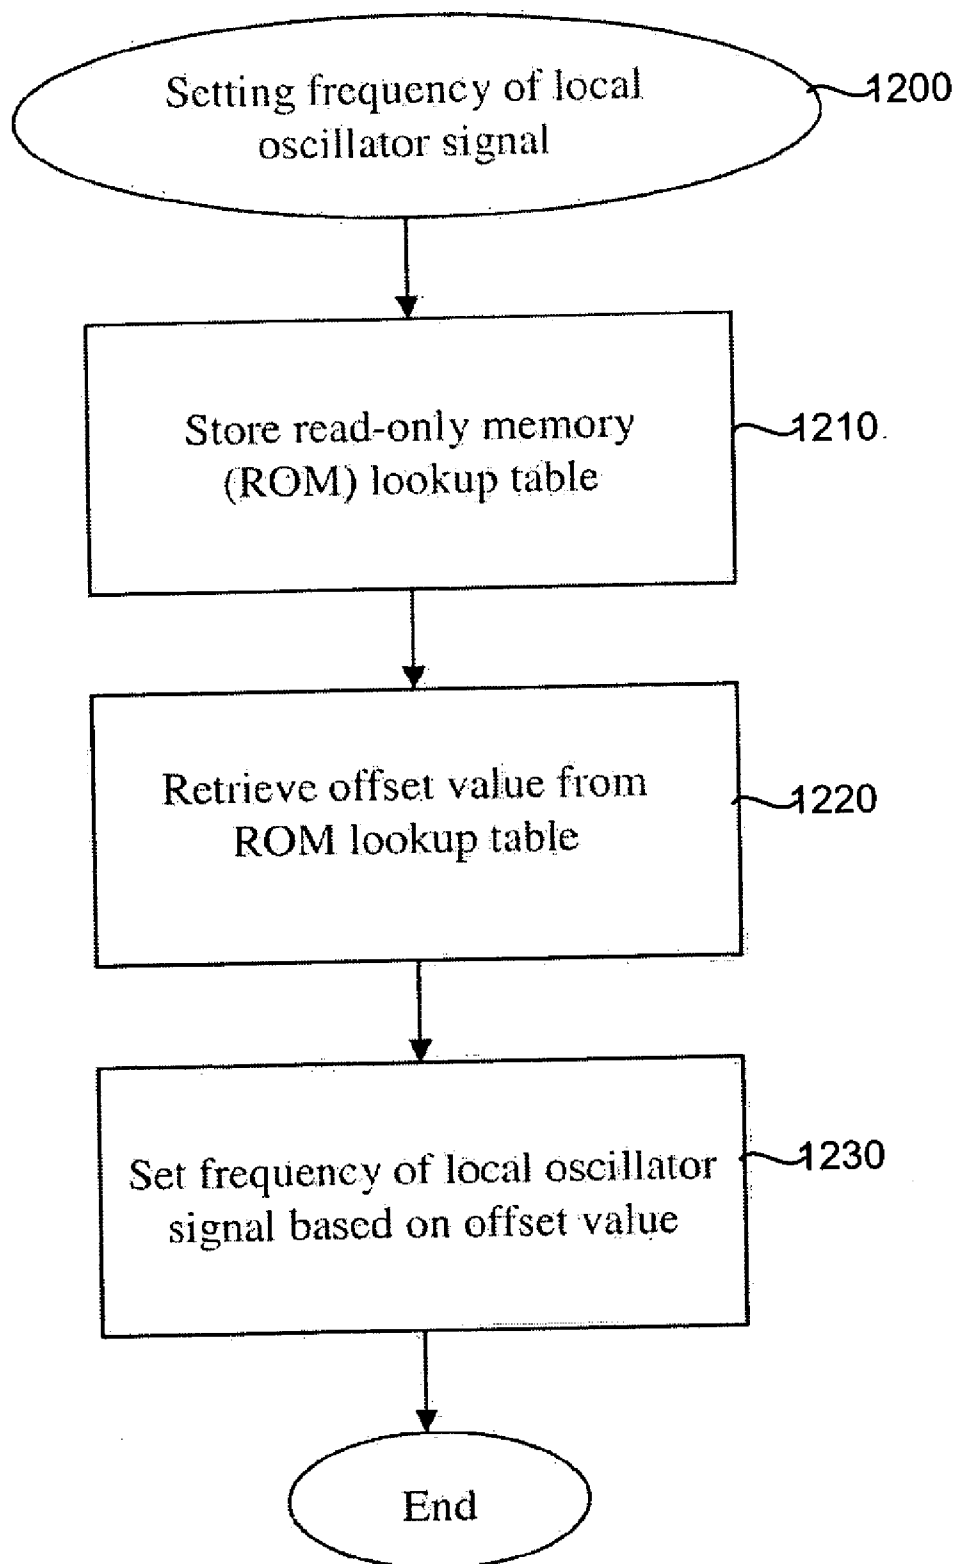 Setting frequency of local
oscillator signal
1200
Store read-only memory
(ROM) lookup table
1210
Retrieve offset value from
ROM lookup table
1220
Set frequency of local oscillator
signal based on offset value
1230
End